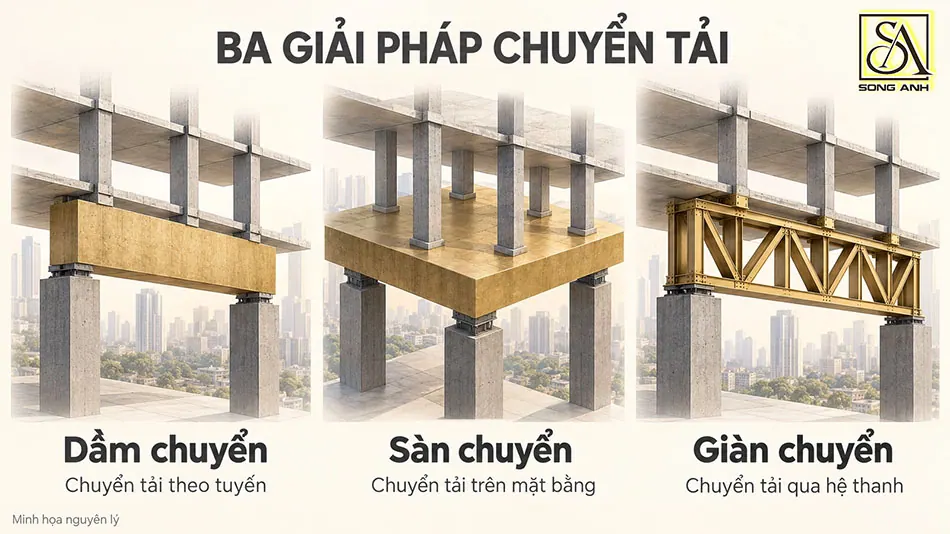 BA GIẢI PHÁP CHUYỂN TẢI
SA
SONG ANH
Dầm chuyển
Chuyển tải theo tuyến
Sàn chuyển
Chuyển tải trên mặt bằng
Giàn chuyển
Chuyển tải qua hệ thanh
Minh họa nguyên lý